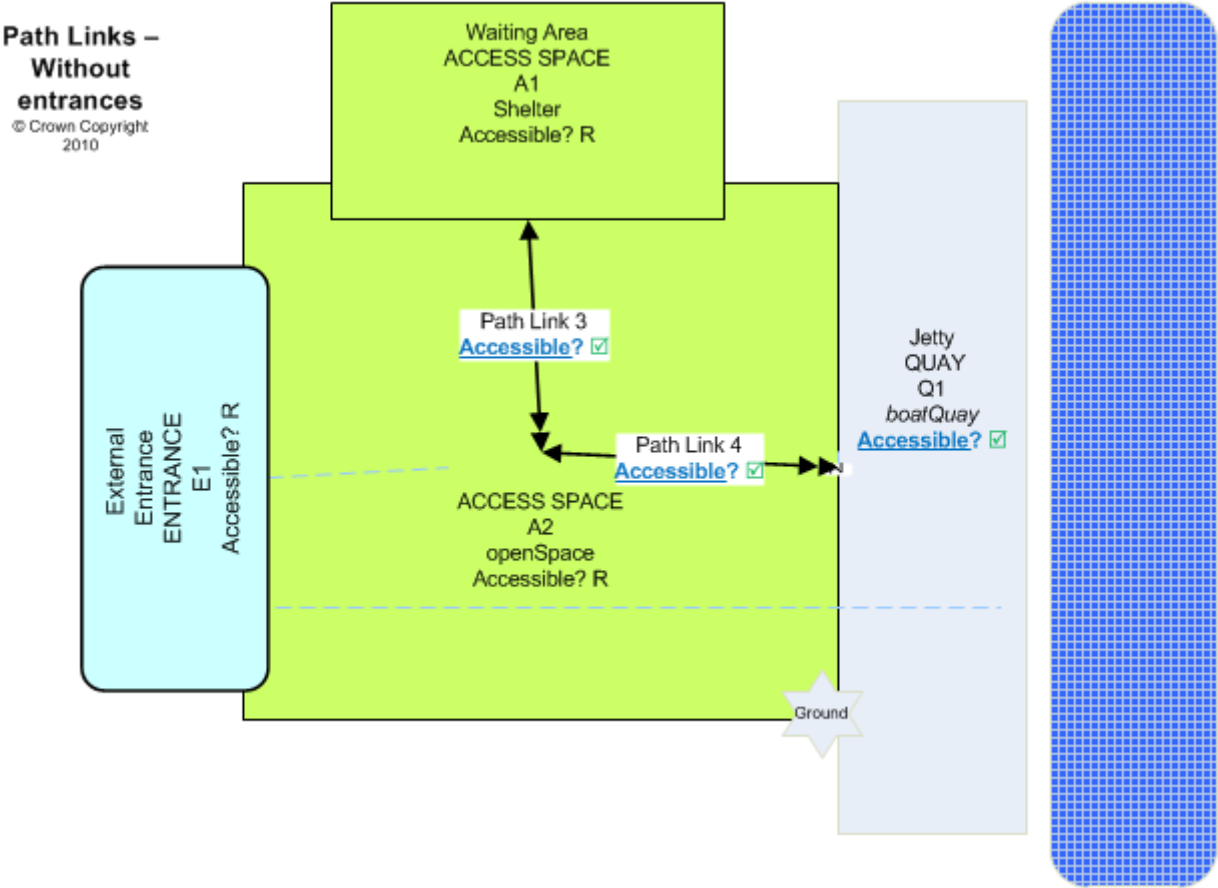 Path Links –
Without
entrances
© Crown Copyright
2010
Waiting Area
ACCESS SPACE
A1
Shelter
Accessible? R
Path Link 3
Accessible? ☑
Path Link 4
Accessible? ☑
Jetty
QUAY
Q1
boatQuay
Accessible? ☑
External
Entrance
ENTRANCE
E1
Accessible? R
ACCESS SPACE
A2
openSpace
Accessible? R
Ground